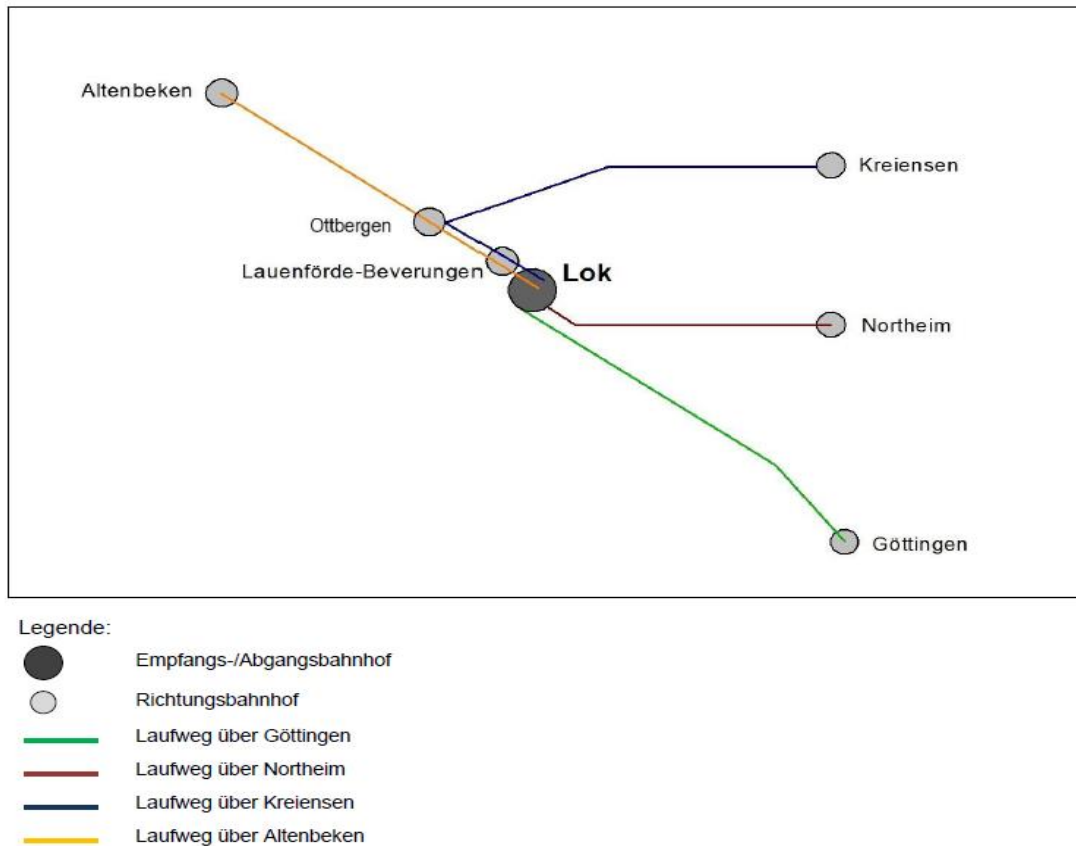 Altenbeken
Kreiensen
Ottbergen
Lauenförde-Beverungen
Lok
Northeim
Göttingen
Legende:
Empfangs-/Abgangsbahnhof
Richtungsbahnhof
Laufweg über Göttingen
Laufweg über Northeim
Laufweg über Kreiensen
Laufweg über Altenbeken